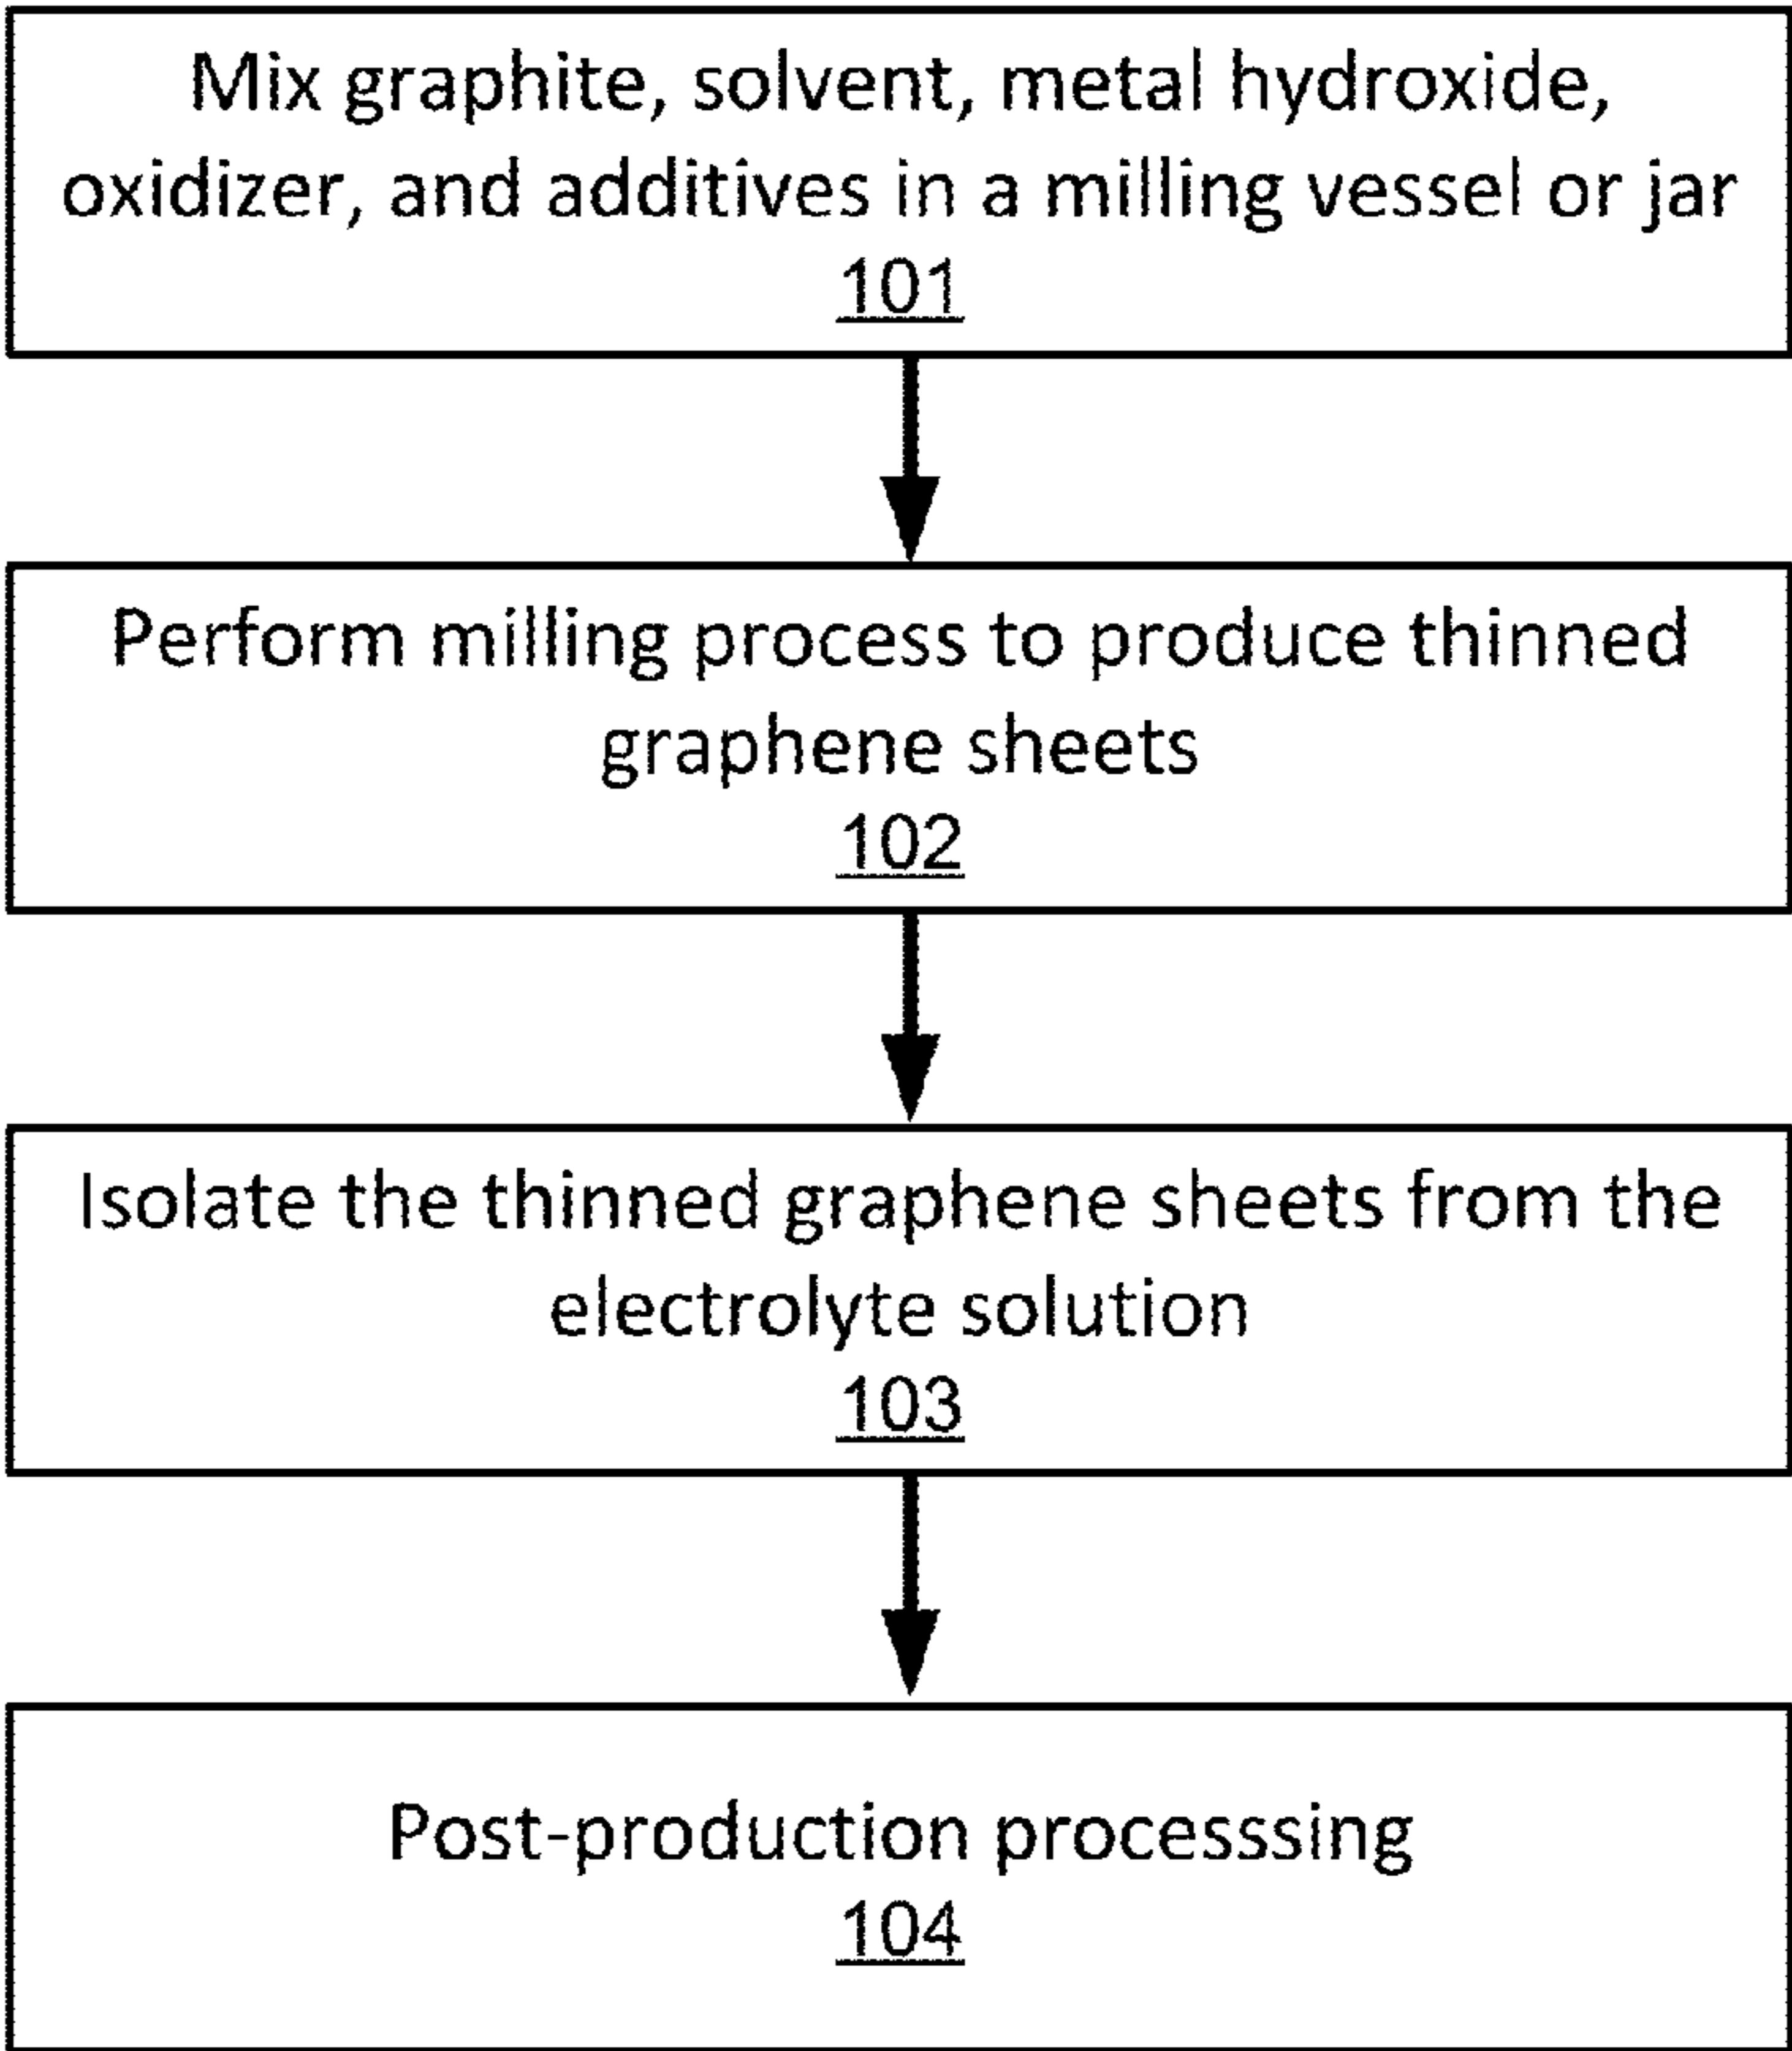 Mix graphite, solvent, metal hydroxide,
oxidizer, and additives in a milling vessel or jar
101
Perform milling process to produce thinned
graphene sheets
102
Isolate the thinned graphene sheets from the
electrolyte solution
103
Post-production processsing
104